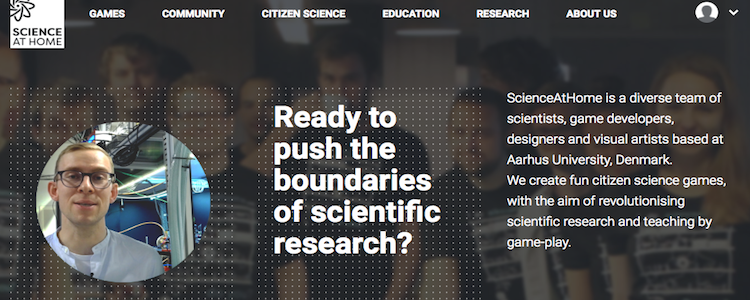 SCIENCE
AT HOME
GAMES COMMUNITY CITIZEN SCIENCE EDUCATION RESEARCH ABOUT US
Ready to
push the
boundaries
of scientific
research?
ScienceAtHome is a diverse team of
scientists, game developers,
designers and visual artists based at
Aarhus University, Denmark.
We create fun citizen science games,
with the aim of revolutionising
scientific research and teaching by
game-play.